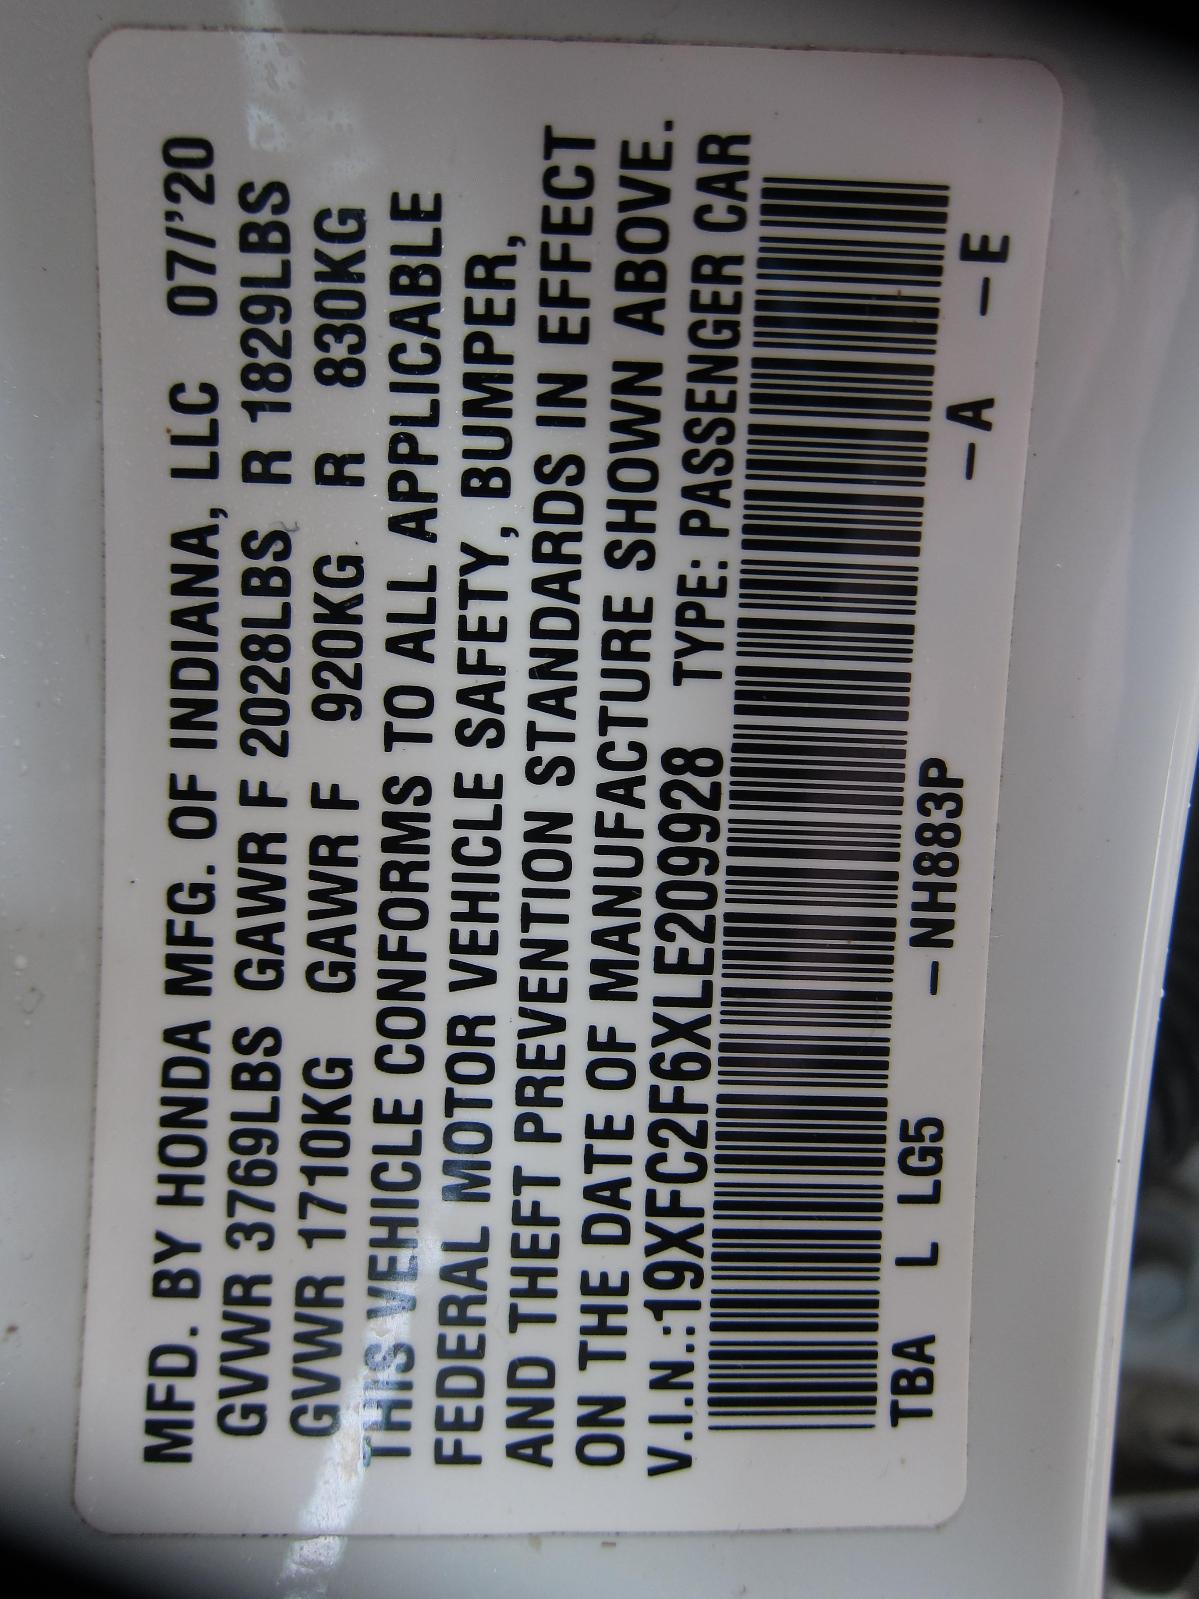 MFD. BY HONDA MFG. OF INDIANA, LLC 07/'20
GVWR 3769LBS GAWR F 2028LBS R 1829LBS
GVWR 1710KG GAWR F 920KG R 830KG
THIS VEHICLE CONFORMS TO ALL APPLICABLE
FEDERAL MOTOR VEHICLE SAFETY, BUMPER,
AND THEFT PREVENTION STANDARDS IN EFFECT
ON THE DATE OF MANUFACTURE SHOWN ABOVE.
V.I.N.:19XFC2F6XLE209928 TYPE: PASSENGER CAR
TBA L LG5 –NH883P –A –E